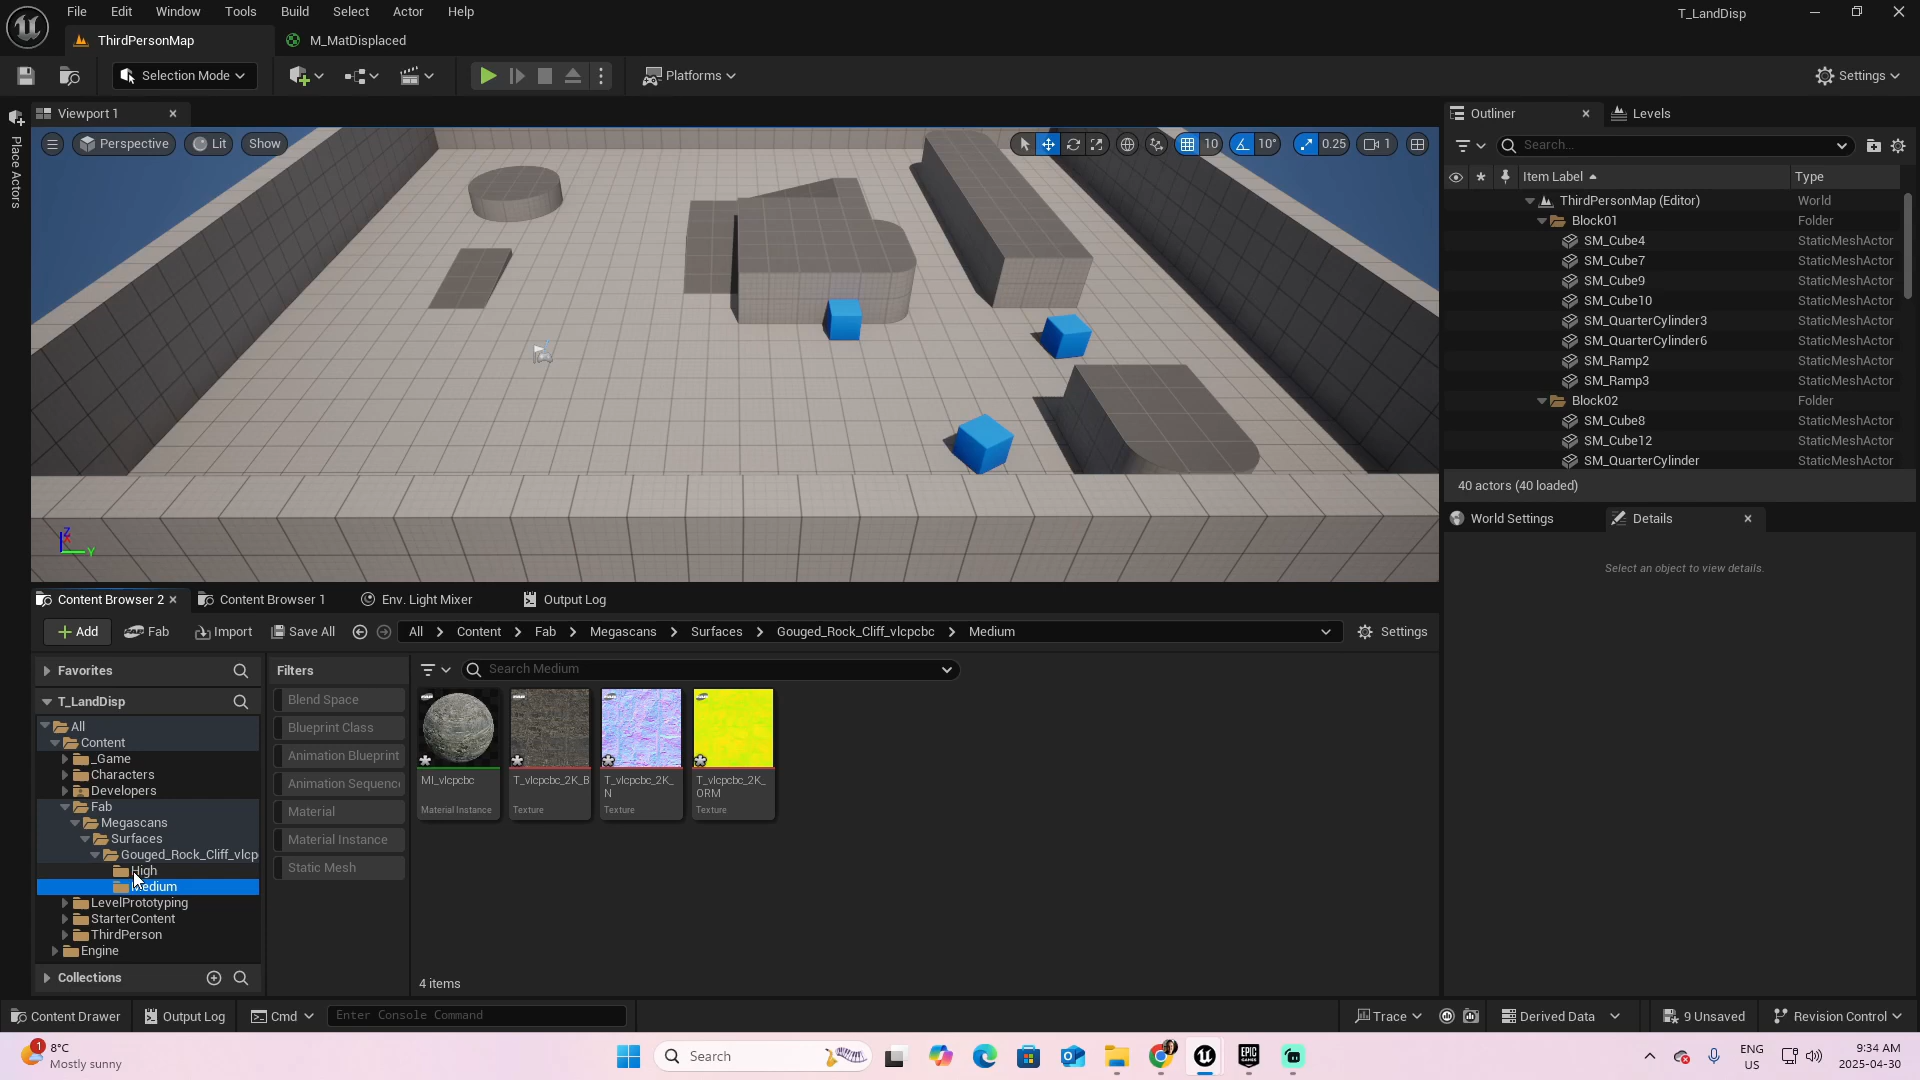 File Edit Window Tools Build Select Actor Help
T_LandDisp
ThirdPersonMap
M_MatDisplaced
Selection Mode
Platforms
Settings
Place Actors
Viewport 1
Perspective Lit Show
10 10° 0.25 1
Z Y
Outliner Levels
Search...
Item Label Type
ThirdPersonMap (Editor) World
Block01 Folder
SM_Cube4 StaticMeshActor
SM_Cube7 StaticMeshActor
SM_Cube9 StaticMeshActor
SM_Cube10 StaticMeshActor
SM_QuarterCylinder3 StaticMeshActor
SM_QuarterCylinder6 StaticMeshActor
SM_Ramp2 StaticMeshActor
SM_Ramp3 StaticMeshActor
Block02 Folder
SM_Cube8 StaticMeshActor
SM_Cube12 StaticMeshActor
SM_QuarterCylinder StaticMeshActor
40 actors (40 loaded)
World Settings Details
Select an object to view details.
Content Browser 2 Content Browser 1 Env. Light Mixer Output Log
Add Fab Import Save All All Content Fab Megascans Surfaces Gouged_Rock_Cliff_vlcpcbc Medium Settings
Favorites
T_LandDisp
All
Content
_Game
Characters
Developers
Fab
Megascans
Surfaces
Gouged_Rock_Cliff_vlcp
High
Medium
LevelPrototyping
StarterContent
ThirdPerson
Engine
Collections
Filters
Blend Space
Blueprint Class
Animation Blueprint
Animation Sequenc
Material
Material Instance
Static Mesh
Search Medium
MI_vlcpcbc
Material Instance
T_vlcpcbc_2K_B
Texture
T_vlcpcbc_2K_
N
Texture
T_vlcpcbc_2K_
ORM
Texture
4 items
Content Drawer Output Log Cmd Enter Console Command Trace Derived Data 9 Unsaved Revision Control
1
8°C
Mostly sunny
Search
EPIC
GAMES
ENG
US
9:34 AM
2025-04-30